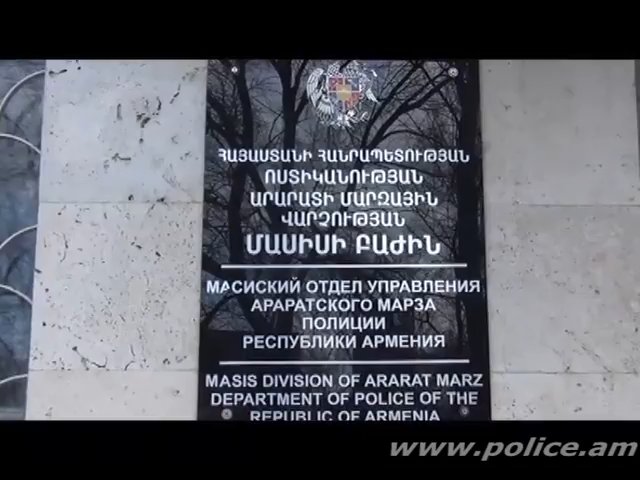 ՀԱՅԱՍՏԱՆԻ ՀԱՆՐԱՊԵՏՈՒԹՅԱՆ
ՈՍՏԻԿԱՆՈՒԹՅԱՆ
ԱՐԱՐԱՏԻ ՄԱՐԶԱՅԻՆ
ՎԱՐՉՈՒԹՅԱՆ
ՄԱՍԻՍԻ ԲԱԺԻՆ
МАСИСКИЙ ОТДЕЛ УПРАВЛЕНИЯ
АРАРАТСКОГО МАРЗА
ПОЛИЦИИ
РЕСПУБЛИКИ АРМЕНИЯ
MASIS DIVISION OF ARARAT MARZ
DEPARTMENT OF POLICE OF THE
REPUBLIC OF ARMENIA
www.police.am